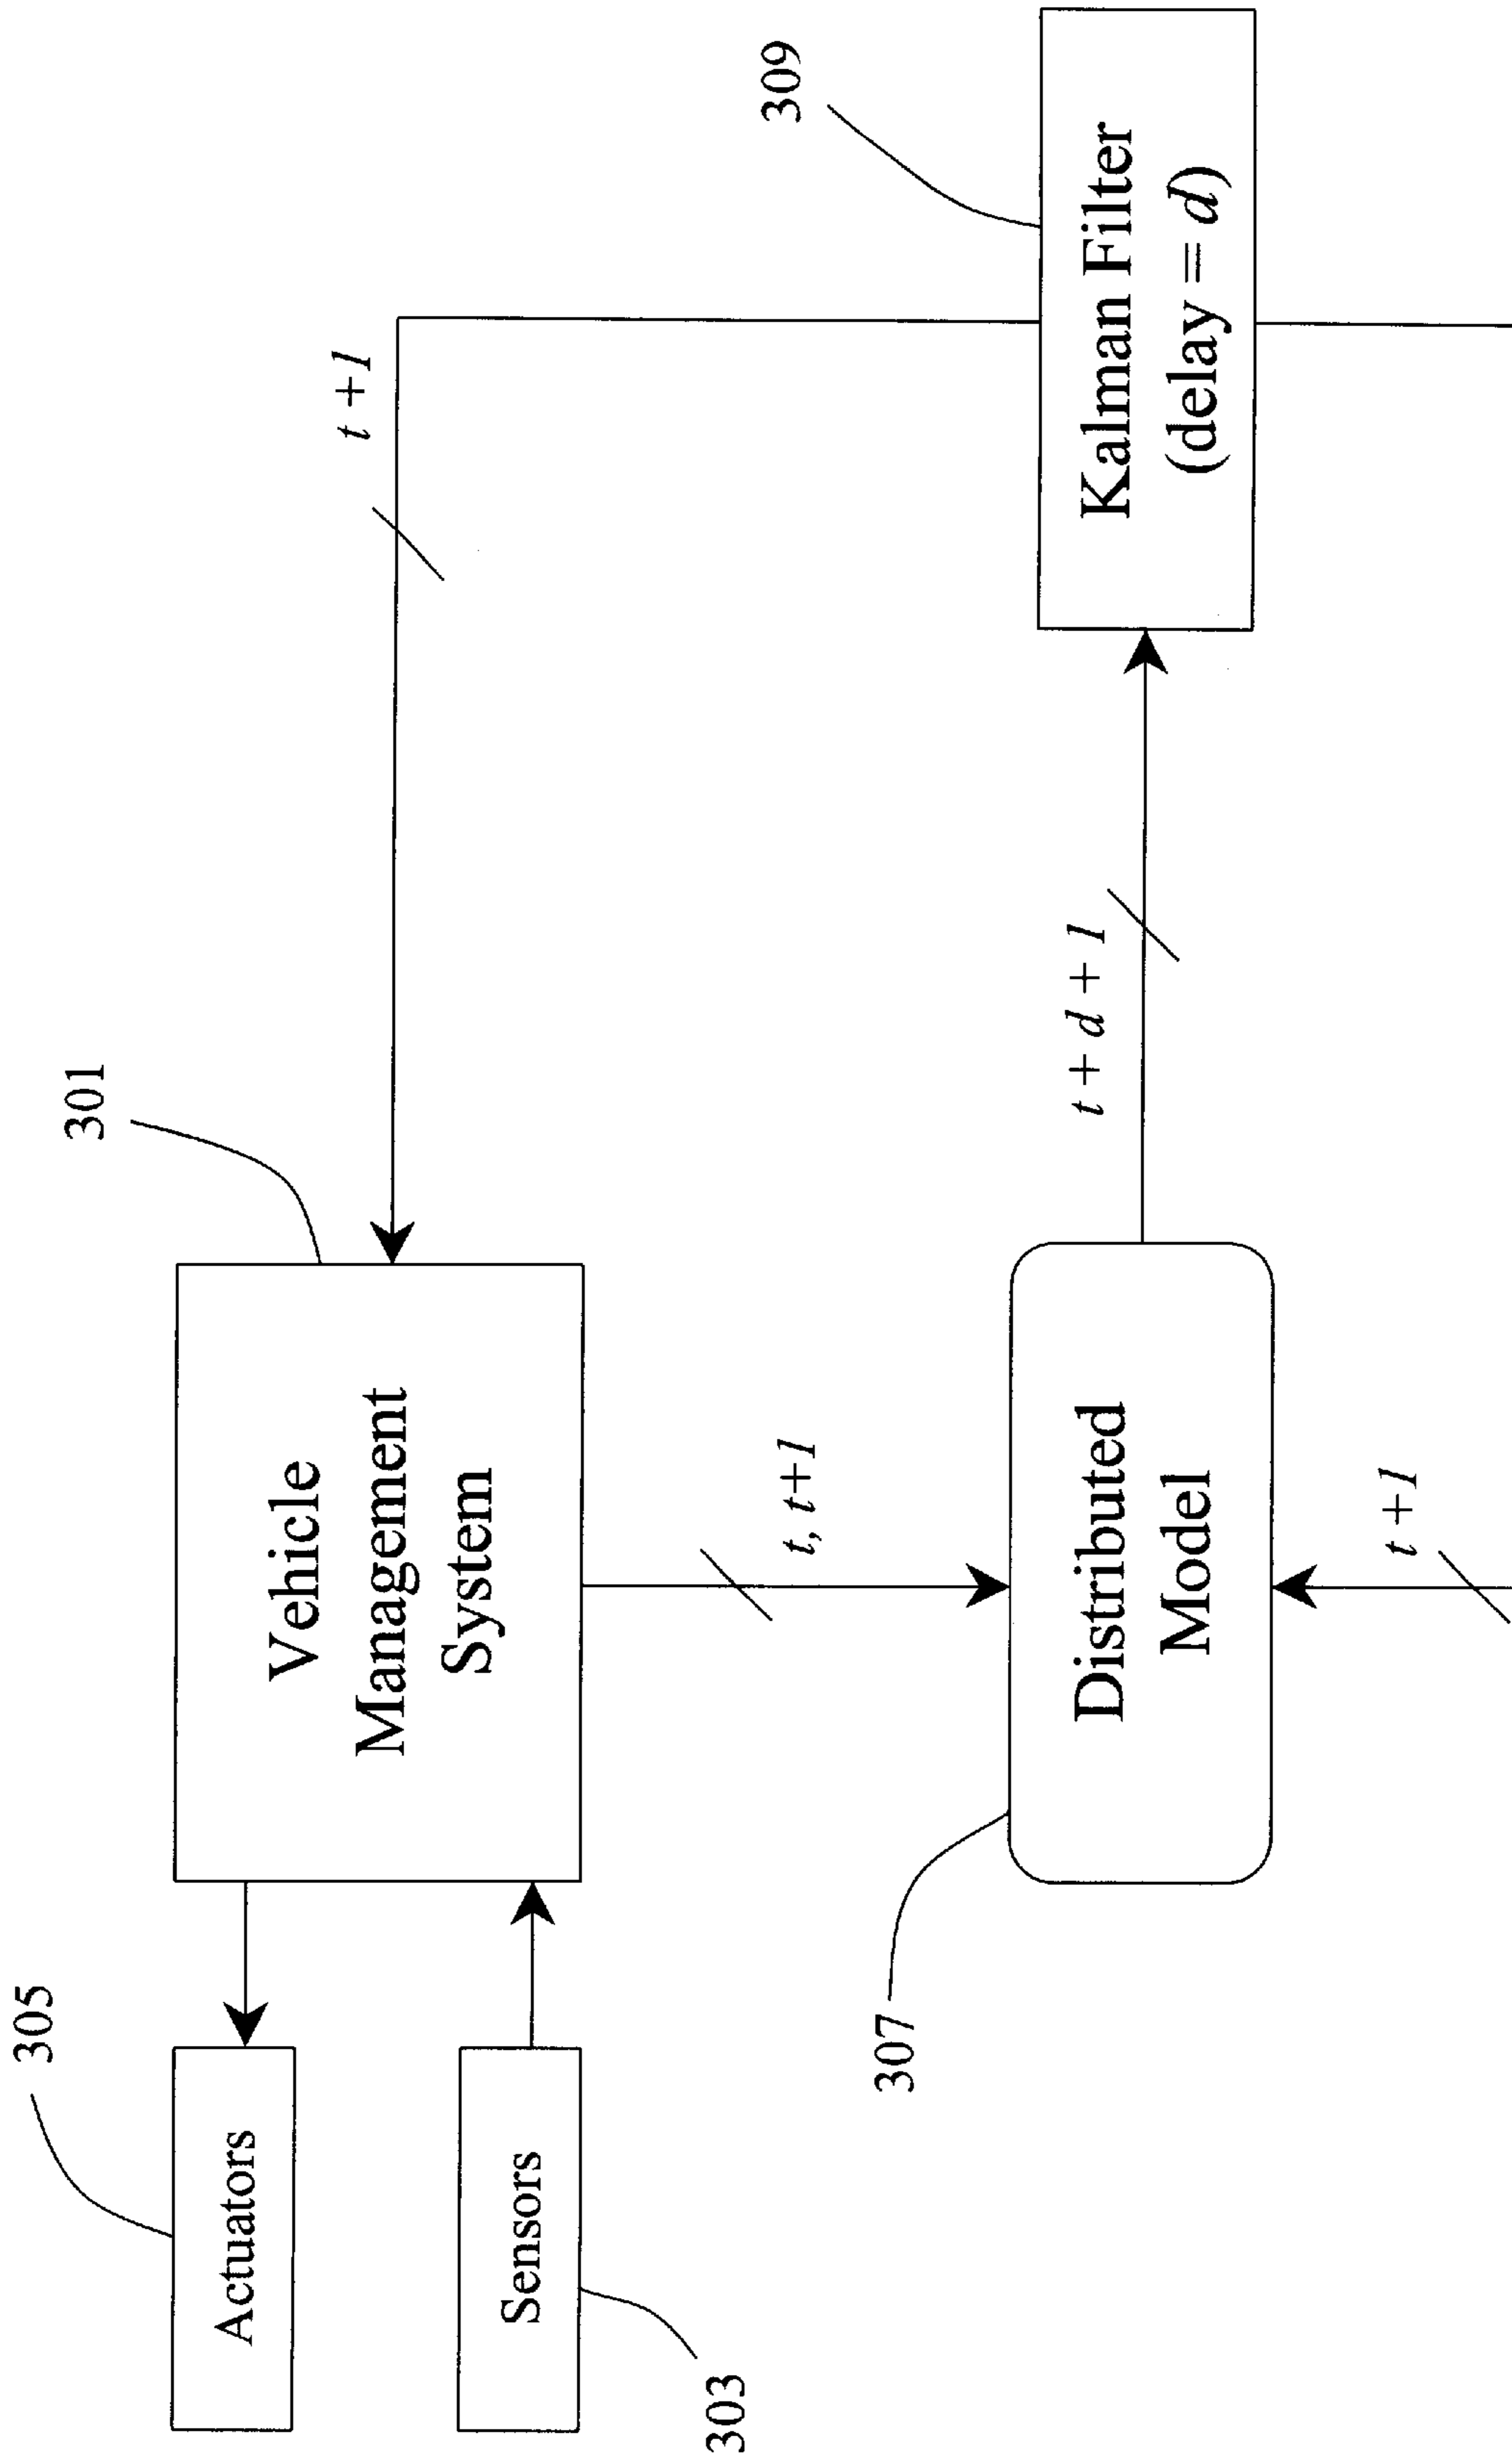 305
Actuators
Sensors
303
301
Vehicle
Management
System
t +1
t, t+1
307
Distributed
Model
t + d + 1
t +1
309
Kalman Filter
(delay = d)